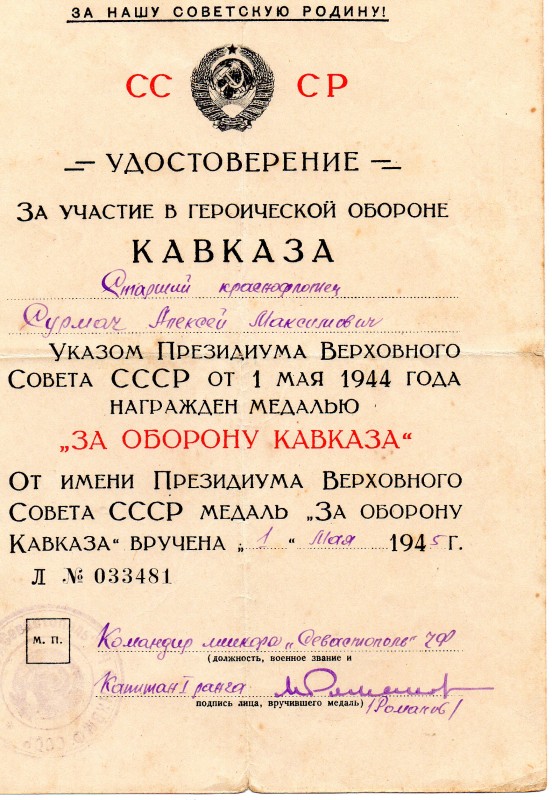 ЗА НАШУ СОВЕТСКУЮ РОДИНУ!
СС СР
УДОСТОВЕРЕНИЕ
ЗА УЧАСТИЕ В ГЕРОИЧЕСКОЙ ОБОРОНЕ
КАВКАЗА
Старший краснофлотец
Сурмач Алексей Максимович
УКАЗОМ ПРЕЗИДИУМА ВЕРХОВНОГО
СОВЕТА СССР ОТ 1 МАЯ 1944 ГОДА
НАГРАЖДЕН МЕДАЛЬЮ
„ЗА ОБОРОНУ КАВКАЗА“
ОТ ИМЕНИ ПРЕЗИДИУМА ВЕРХОВНОГО
СОВЕТА СССР МЕДАЛЬ „ЗА ОБОРОНУ
КАВКАЗА“ ВРУЧЕНА „1“ Мая 1945 Г.
Л № 033481
М. П.
Командир линкора „Севастополь“ ЧФ
(должность, военное звание и
Капитан I ранга
подпись лица, вручившего медаль) /Романов/